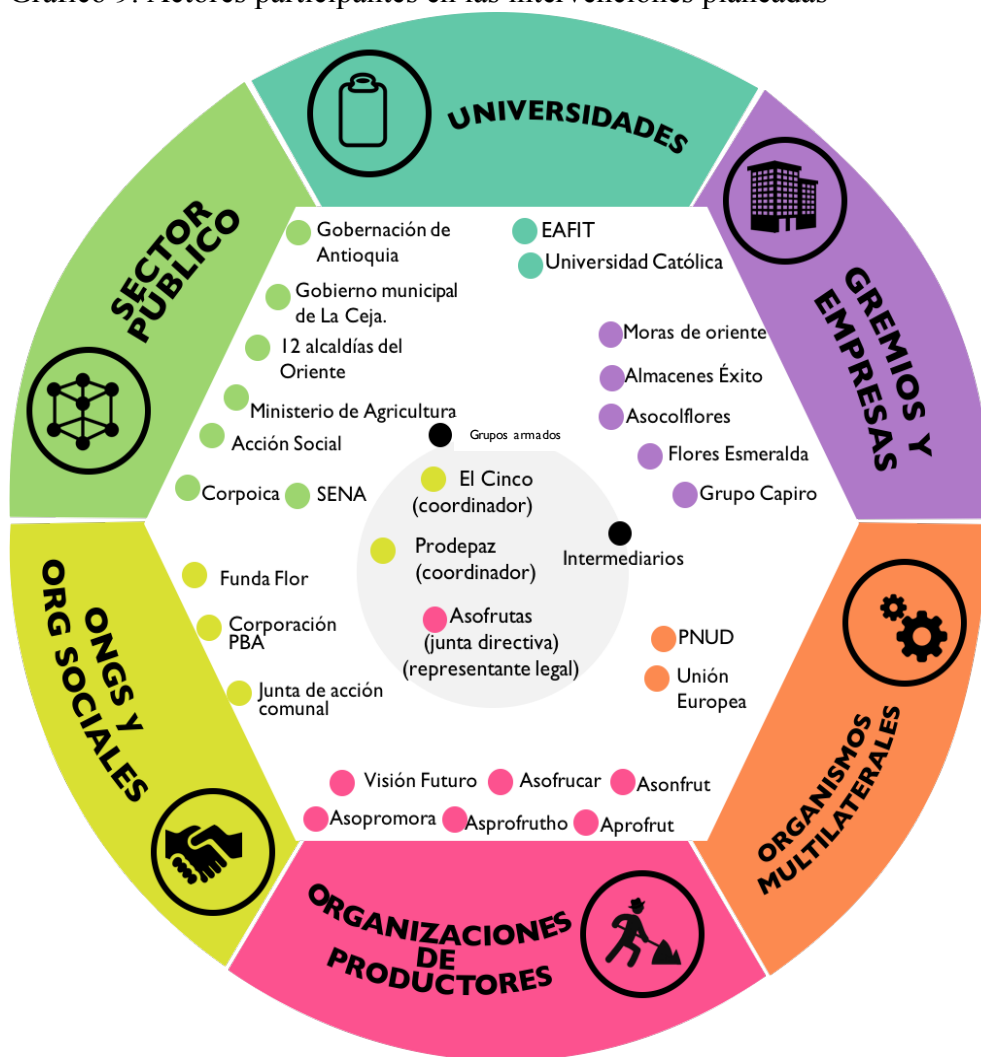 Gráfico 9. Actores participantes en las intervenciones planeadas
UNIVERSIDADES
SECTOR
PÚBLICO
GREMIOS Y
EMPRESAS
Gobernación de
Antioquia
Gobierno municipal
de La Ceja.
12 alcaldías del
Oriente
Ministerio de Agricultura
Acción Social
Corpoica
SENA
EAFIT
Universidad Católica
Moras de oriente
Almacenes Éxito
Asocolflores
Flores Esmeralda
Grupo Capiro
Grupos armados
El Cinco
(coordinador)
Prodepaz
(coordinador)
Intermediarios
Asofrutas
(junta directiva)
(representante legal)
Funda Flor
Corporación
PBA
Junta de acción
comunal
PNUD
Unión
Europea
ONGS Y
ORG SOCIALES
ORGANISMOS
MULTILATERALES
Visión Futuro
Asofrucar
Asonfrut
Asopromora
Asprofrutho
Aprofrut
ORGANIZACIONES
DE
PRODUCTORES